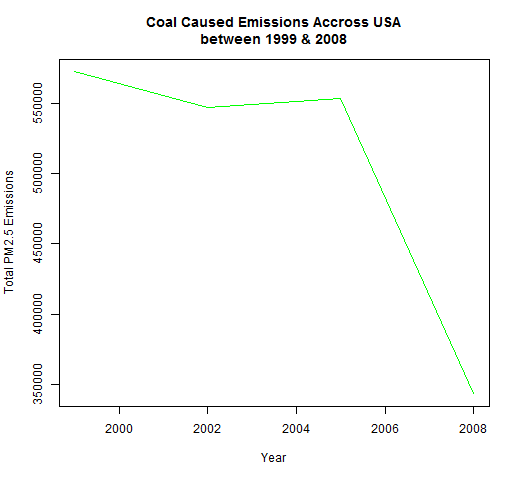 Coal Caused Emissions Accross USA
between 1999 & 2008
Total PM2.5 Emissions
550000
500000
450000
400000
350000
2000 2002 2004 2006 2008
Year